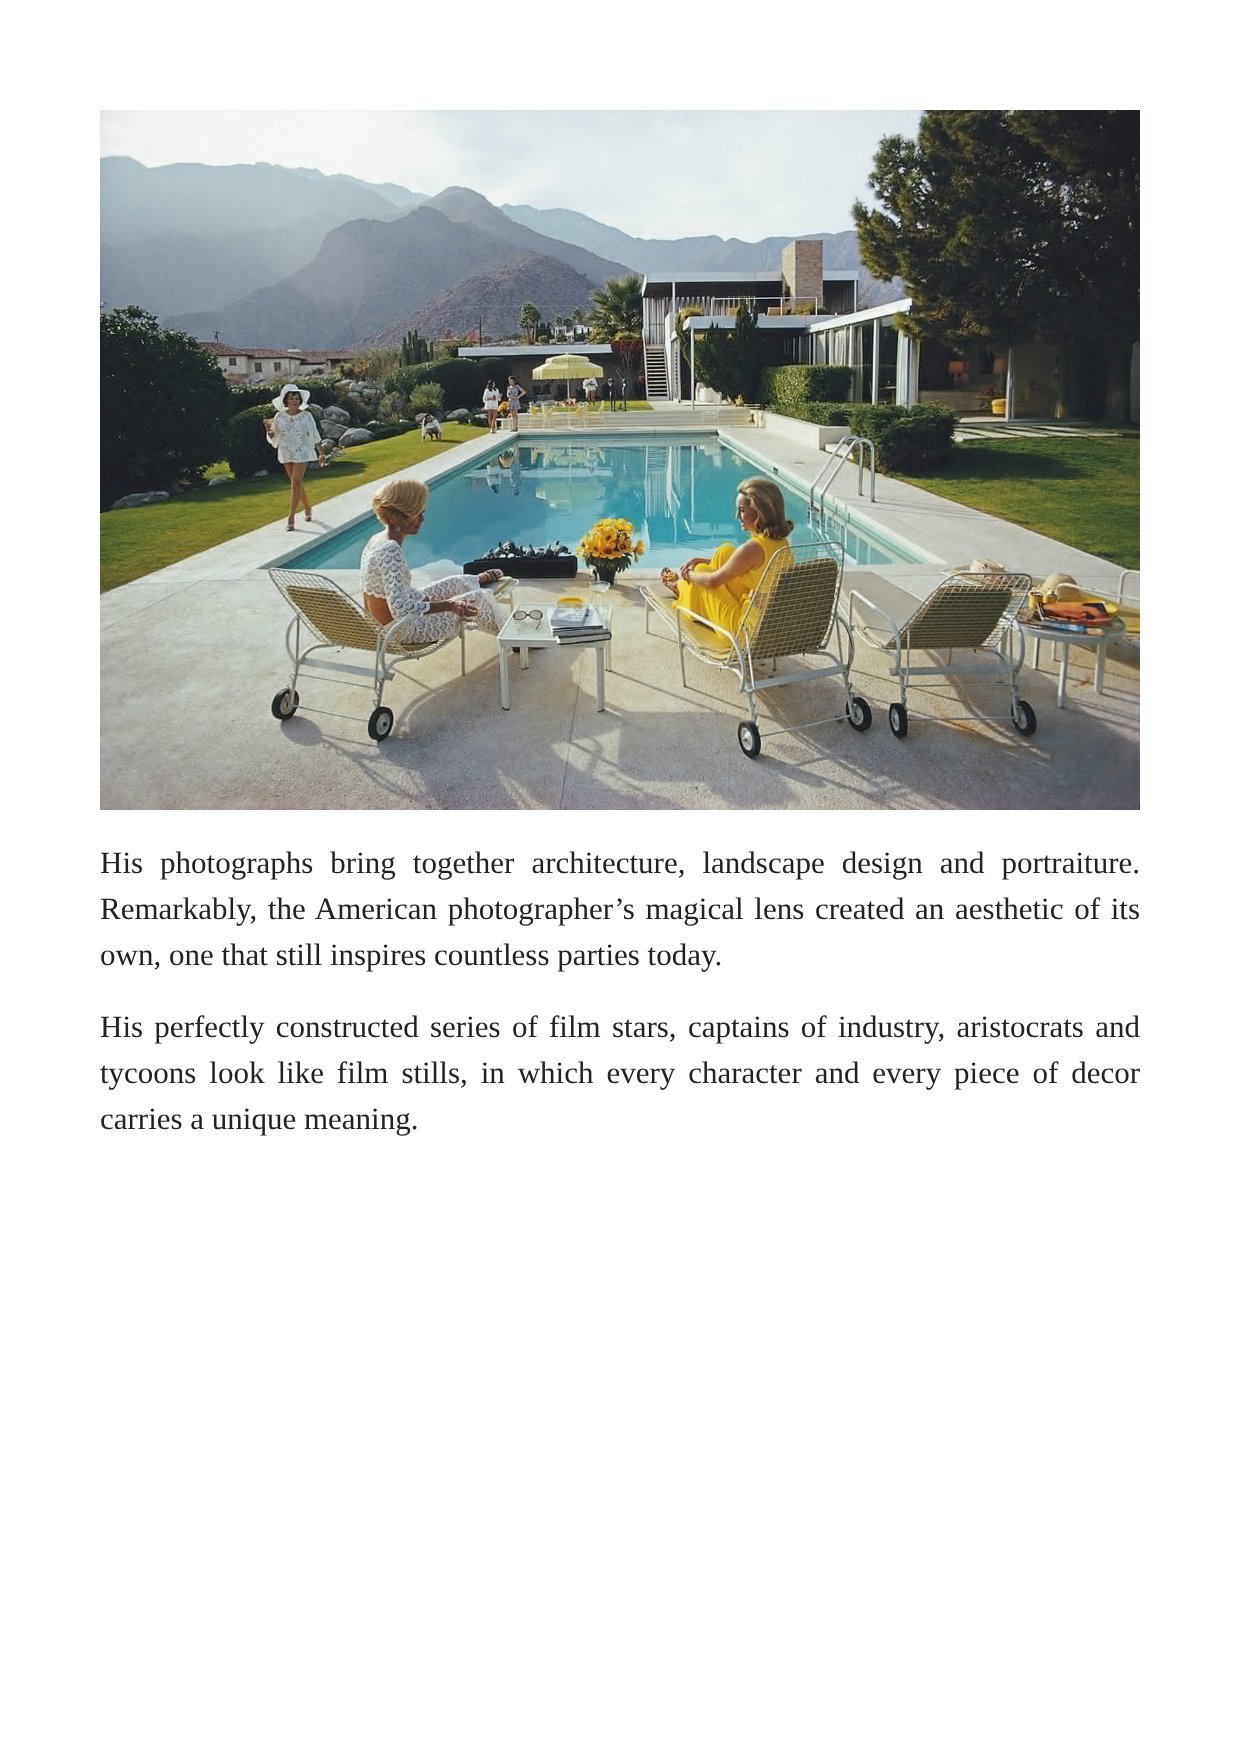 His photographs bring together architecture, landscape design and portraiture.
Remarkably, the American photographer’s magical lens created an aesthetic of its
own, one that still inspires countless parties today.
His perfectly constructed series of film stars, captains of industry, aristocrats and
tycoons look like film stills, in which every character and every piece of decor
carries a unique meaning.